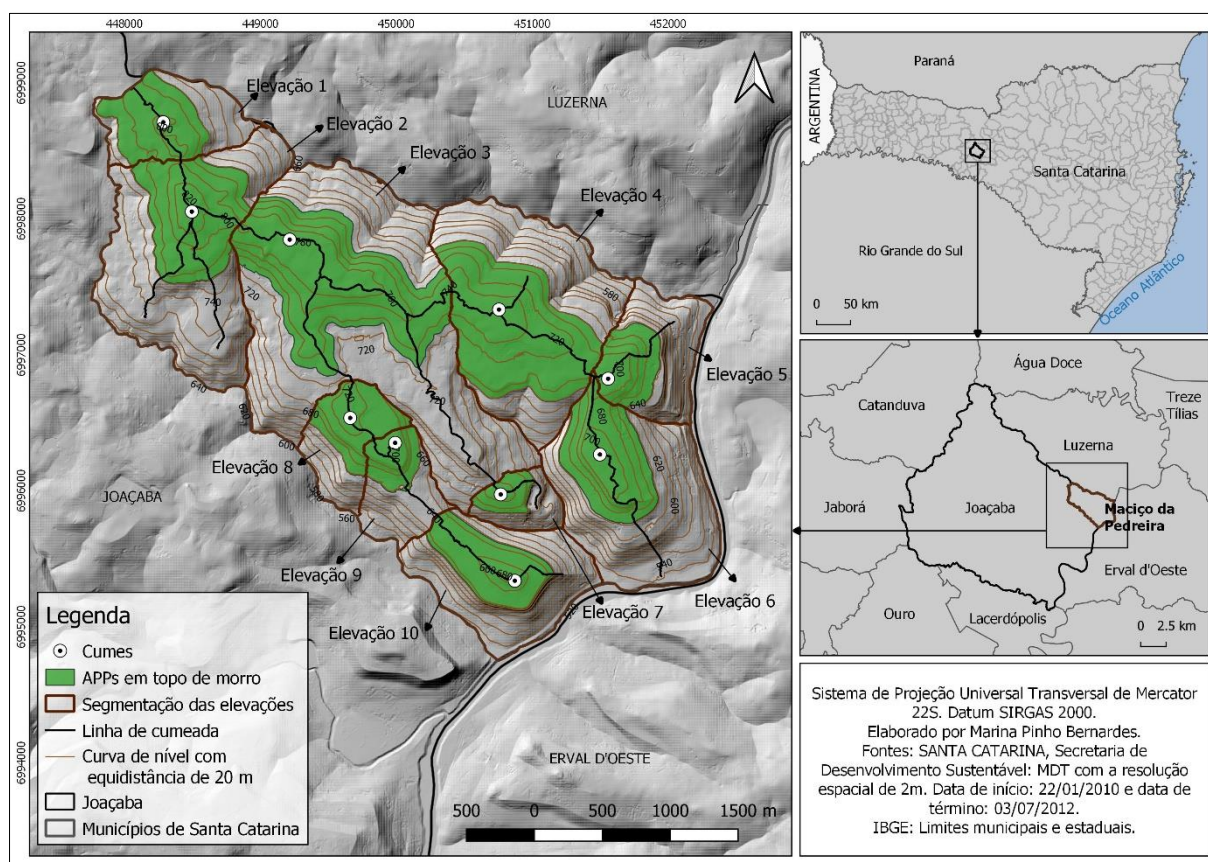 448000
449000
450000
451000
452000
6999000
6998000
6997000
6996000
6995000
6994000
Elevação 1
Elevação 2
Elevação 3
Elevação 4
Elevação 5
Elevação 6
Elevação 7
Elevação 8
Elevação 9
Elevação 10
LUZERNA
JOAÇABA
ERVAL D'OESTE
740
720
640
680
600
560
720
660
720
580
700
640
680
700
620
600
680
Legenda
Cumes
APPs em topo de morro
Segmentação das elevações
Linha de cumeada
Curva de nível com
equidistância de 20 m
Joaçaba
Municípios de Santa Catarina
500 0 500 1000 1500 m
Paraná
ARGENTINA
Santa Catarina
Rio Grande do Sul
Oceano Atlântico
0 50 km
Água Doce
Catanduva
Treze
Tílias
Luzerna
Jaborá
Joaçaba
Maciço da
Pedreira
Erval d'Oeste
Ouro
Lacerdópolis
0 2.5 km
Sistema de Projeção Universal Transversal de Mercator
22S. Datum SIRGAS 2000.
Elaborado por Marina Pinho Bernardes.
Fontes: SANTA CATARINA, Secretaria de
Desenvolvimento Sustentável: MDT com a resolução
espacial de 2m. Data de início: 22/01/2010 e data de
término: 03/07/2012.
IBGE: Limites municipais e estaduais.